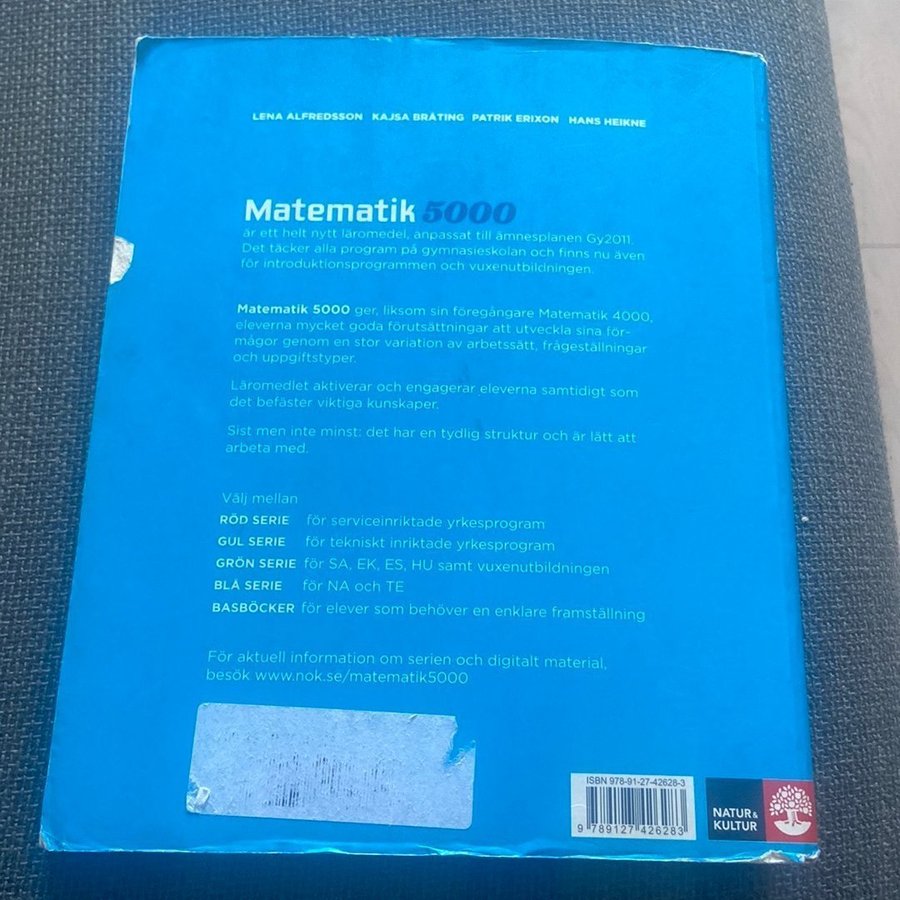 LENA ALFREDSSON KAJSA BRÅTING PATRIK ERIXON HANS HEIKNE
Matematik 5000
är ett helt nytt läromedel, anpassat till ämnesplanen Gy2011.
Det täcker alla program på gymnasieskolan och finns nu även
för introduktionsprogrammen och vuxenutbildningen.
Matematik 5000 ger, liksom sin föregångare Matematik 4000,
eleverna mycket goda förutsättningar att utveckla sina för-
mågor genom en stor variation av arbetssätt, frågeställningar
och uppgiftstyper.
Läromedlet aktiverar och engagerar eleverna samtidigt som
det befäster viktiga kunskaper.
Sist men inte minst: det har en tydlig struktur och är lätt att
arbeta med.
Välj mellan
RÖD SERIE för serviceinriktade yrkesprogram
GUL SERIE för tekniskt inriktade yrkesprogram
GRÖN SERIE för SA, EK, ES, HU samt vuxenutbildningen
BLÅ SERIE för NA och TE
BASBÖCKER för elever som behöver en enklare framställning
För aktuell information om serien och digitalt material,
besök www.nok.se/matematik5000
ISBN 978-91-27-42628-3
9 789127 426283
NATUR &
KULTUR